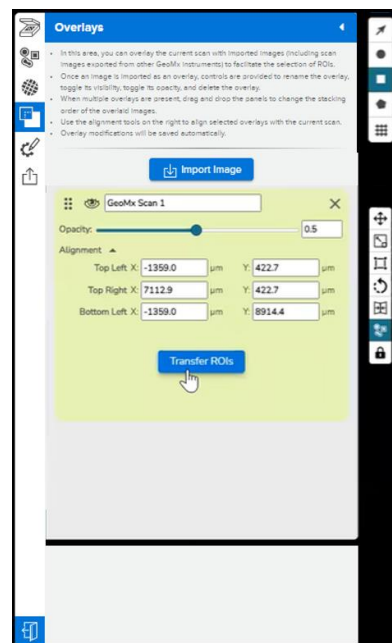 Overlays
• In this area, you can overlay the current scan with imported images (including scan
images exported from other GeoMx Instruments) to facilitate the selection of ROIs.
• Once an image is imported as an overlay, controls are provided to rename the overlay,
toggle its visibility, toggle its opacity, and delete the overlay.
• When multiple overlays are present, drag and drop the panels to change the stacking
order of the overlaid images.
• Use the alignment tools on the right to align selected overlays with the current scan.
• Overlay modifications will be saved automatically.
Import Image
GeoMx Scan 1
Opacity: 0.5
Alignment
Top Left X: -1359.0 µm Y: 422.7 µm
Top Right X: 7112.9 µm Y: 422.7 µm
Bottom Left X: -1359.0 µm Y: 8914.4 µm
Transfer ROIs